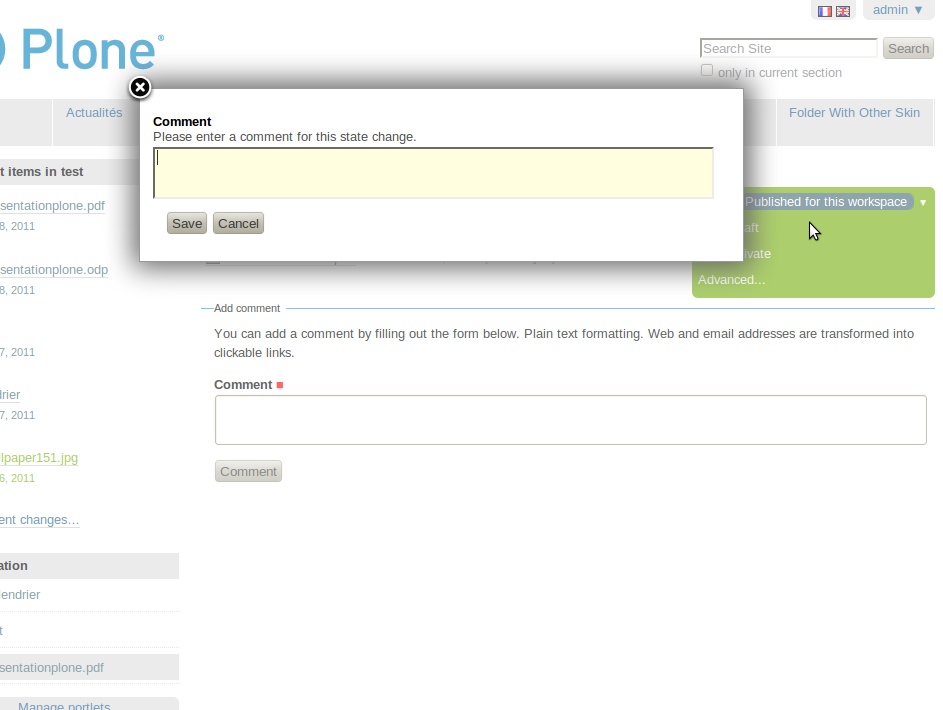 admin ▼
Plone®
Search Site
Search
only in current section
Actualités
Folder With Other Skin
Comment
Please enter a comment for this state change.
Save
Cancel
t items in test
sentationplone.pdf
8, 2011
sentationplone.odp
8, 2011
7, 2011
drier
7, 2011
lpaper151.jpg
6, 2011
ent changes...
ation
endrier
t
sentationplone.pdf
Manage portlets
Published for this workspace ▼
aft
ivate
Advanced...
Add comment
You can add a comment by filling out the form below. Plain text formatting. Web and email addresses are transformed into
clickable links.
Comment
Comment